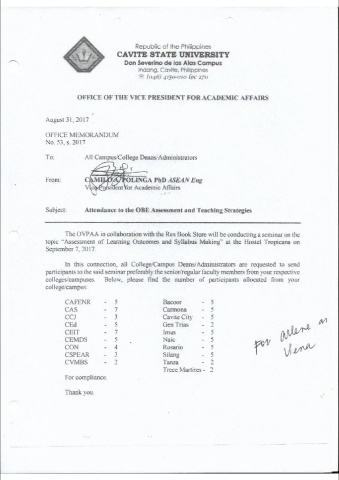 Republic of the Philippines
CAVITE STATE UNIVERSITY
Don Severino de las Alas Campus
Indang, Cavite, Philippines
OFFICE OF THE VICE PRESIDENT FOR ACADEMIC AFFAIRS
August 31, 2017
OFFICE MEMORANDUM
No. 53, s. 2017
To: All Campus/College Deans/Administrators
From: POLINGA PhD ASEAN Eng
Vice President for Academic Affairs
Subject: Attendance to the OBE Assessment and Teaching Strategies
The OVPAA in collaboration with the Rex Book Store will be conducting a seminar on the
topic "Assessment of Learning Outcomes and Syllabus Making" at the Hostel Tropicana on
September 7, 2017.
In this connection, all College/Campus Deans/Administrators are requested to send
participants to the said seminar preferably the senior/regular faculty members from your respective
colleges/campuses. Below, please find the number of participants allocated from your
college/campus:
CAFENR - 5 Bacoor - 5
CAS - 7 Carmona - 5
CCJ - 3 Cavite City - 5
CEd - 5 Gen Trias - 2
CEIT - 7 Imus - 5
CEMDS - 5 Naic - 5
CON - 4 Rosario - 5
CSPEAR - 3 Silang - 5
CVMBS - 2 Tanza - 2
Trece Martires - 2
For compliance.
Thank you.
for